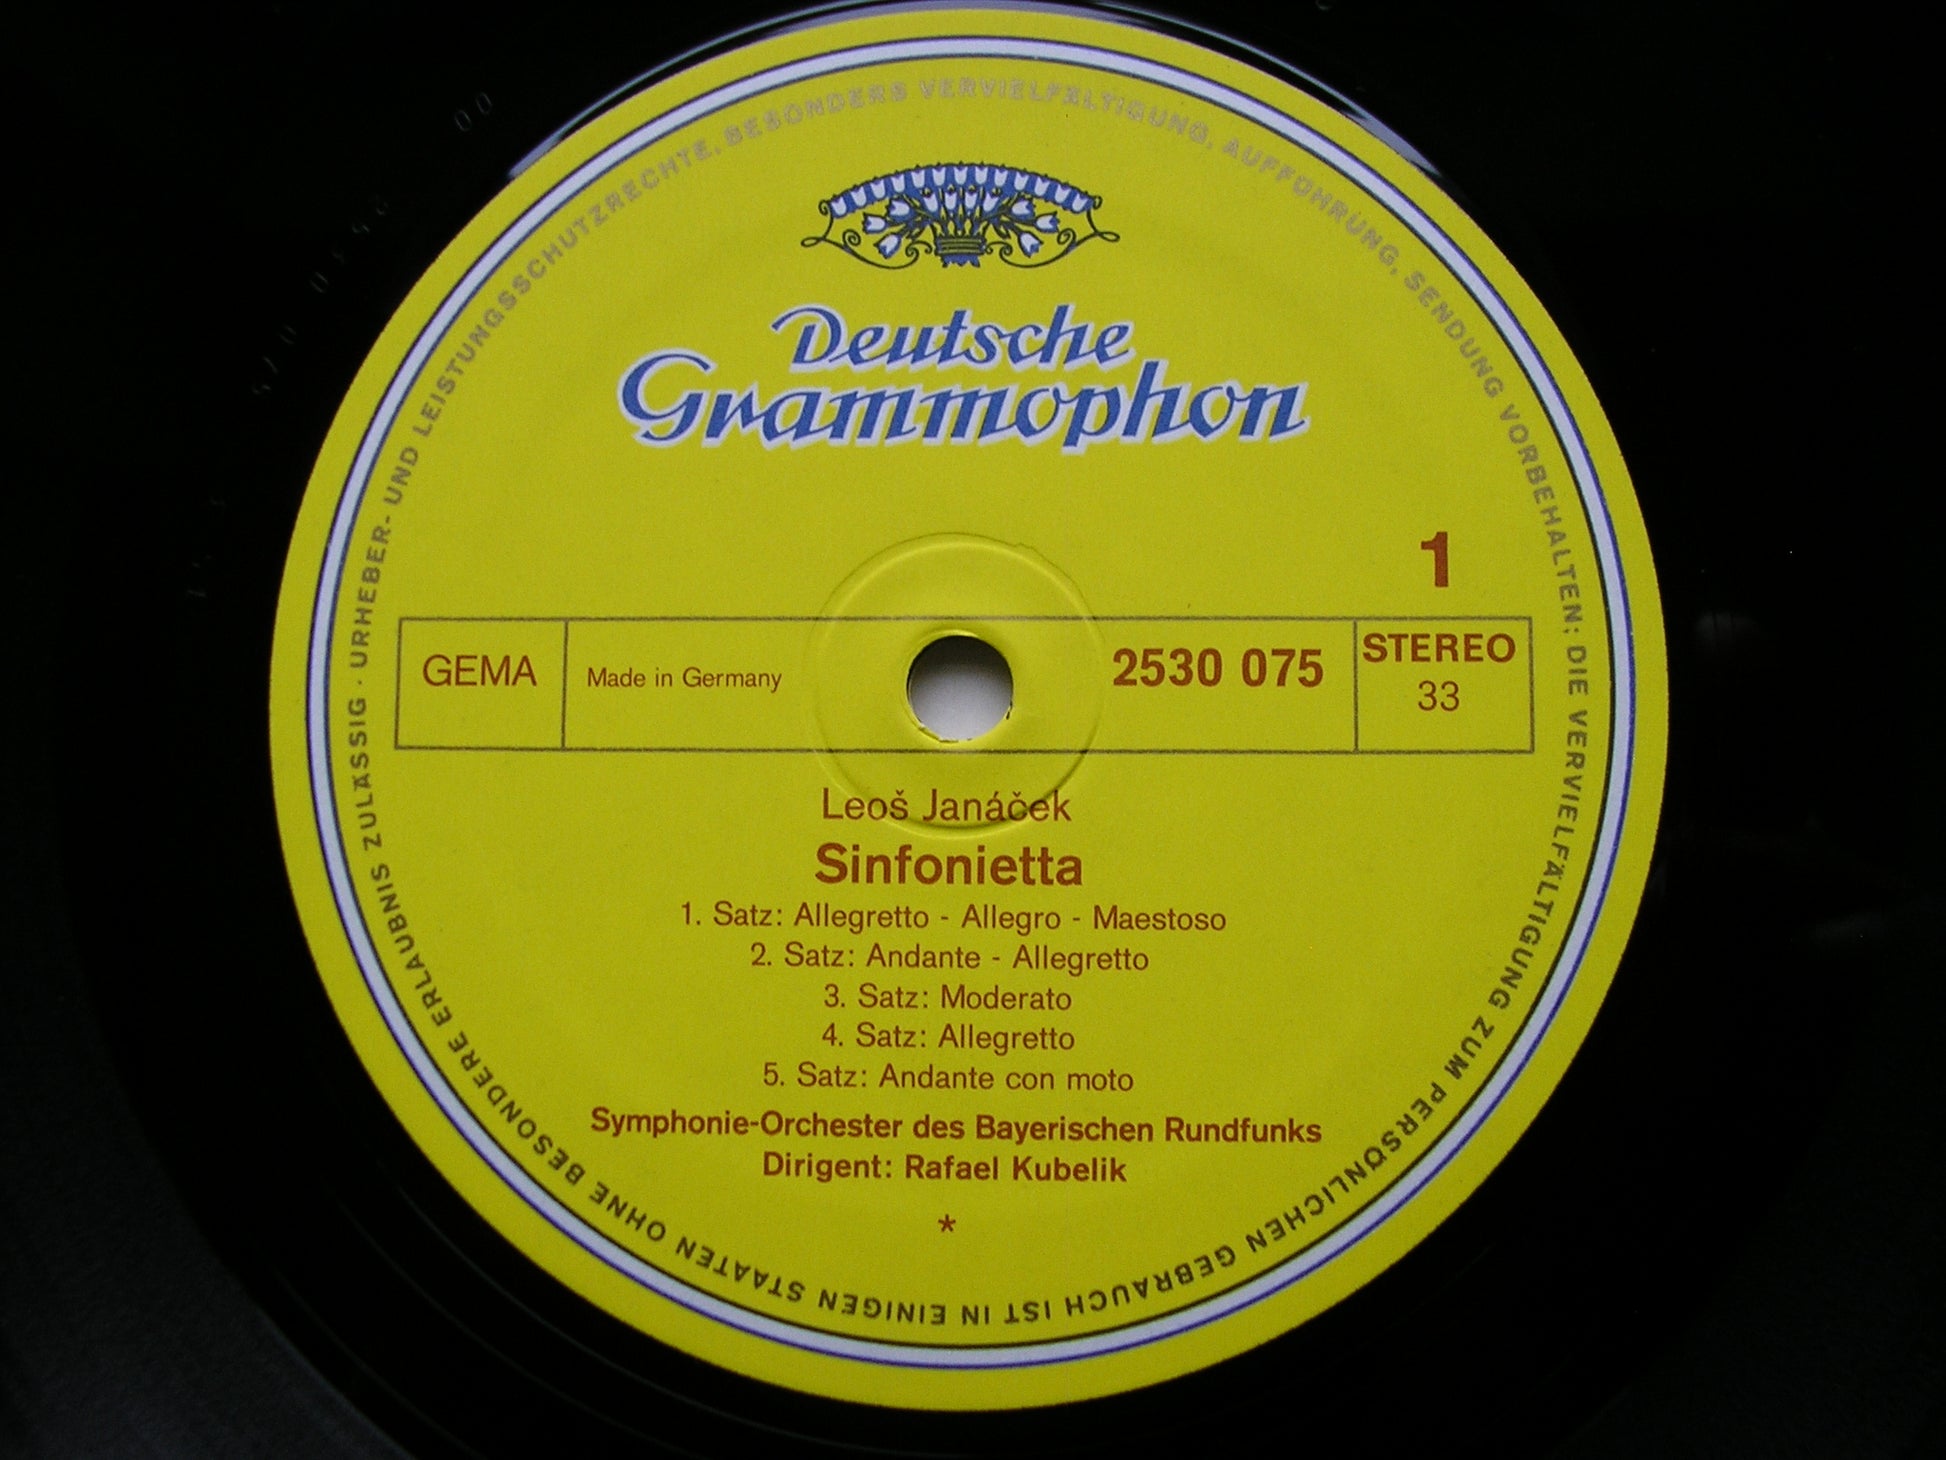 Deutsche
Grammophon
1
GEMA
Made in Germany
2530 075
STEREO
33
Leoš Janáček
Sinfonietta
1. Satz: Allegretto - Allegro - Maestoso
2. Satz: Andante - Allegretto
3. Satz: Moderato
4. Satz: Allegretto
5. Satz: Andante con moto
Symphonie-Orchester des Bayerischen Rundfunks
Dirigent: Rafael Kubelik
*
URHEBER- UND LEISTUNGSSCHUTZRECHTE, BESONDERS VERVIELFÄLTIGUNG, AUFFÜHRUNG, SENDUNG VORBEHALTEN; DIE VERVIELFÄLTIGUNG ZUM PERSÖNLICHEN GEBRAUCH IST IN EINIGEN STAATEN OHNE BESONDERE ERLAUBNIS ZULÄSSIG ·